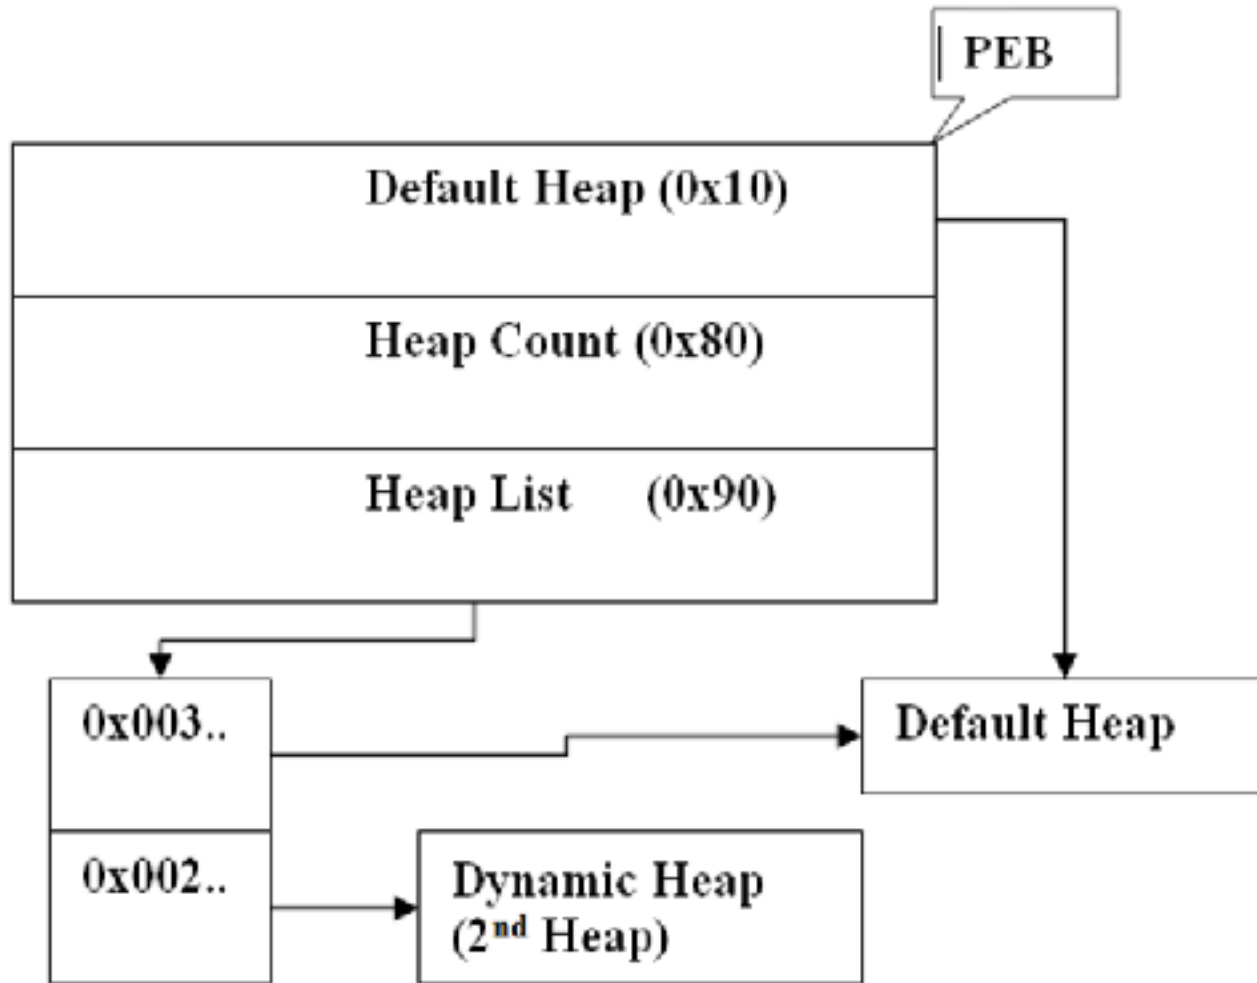 PEB
Default Heap (0x10)
Heap Count (0x80)
Heap List (0x90)
0x003..
Default Heap
0x002..
Dynamic Heap
(2nd Heap)